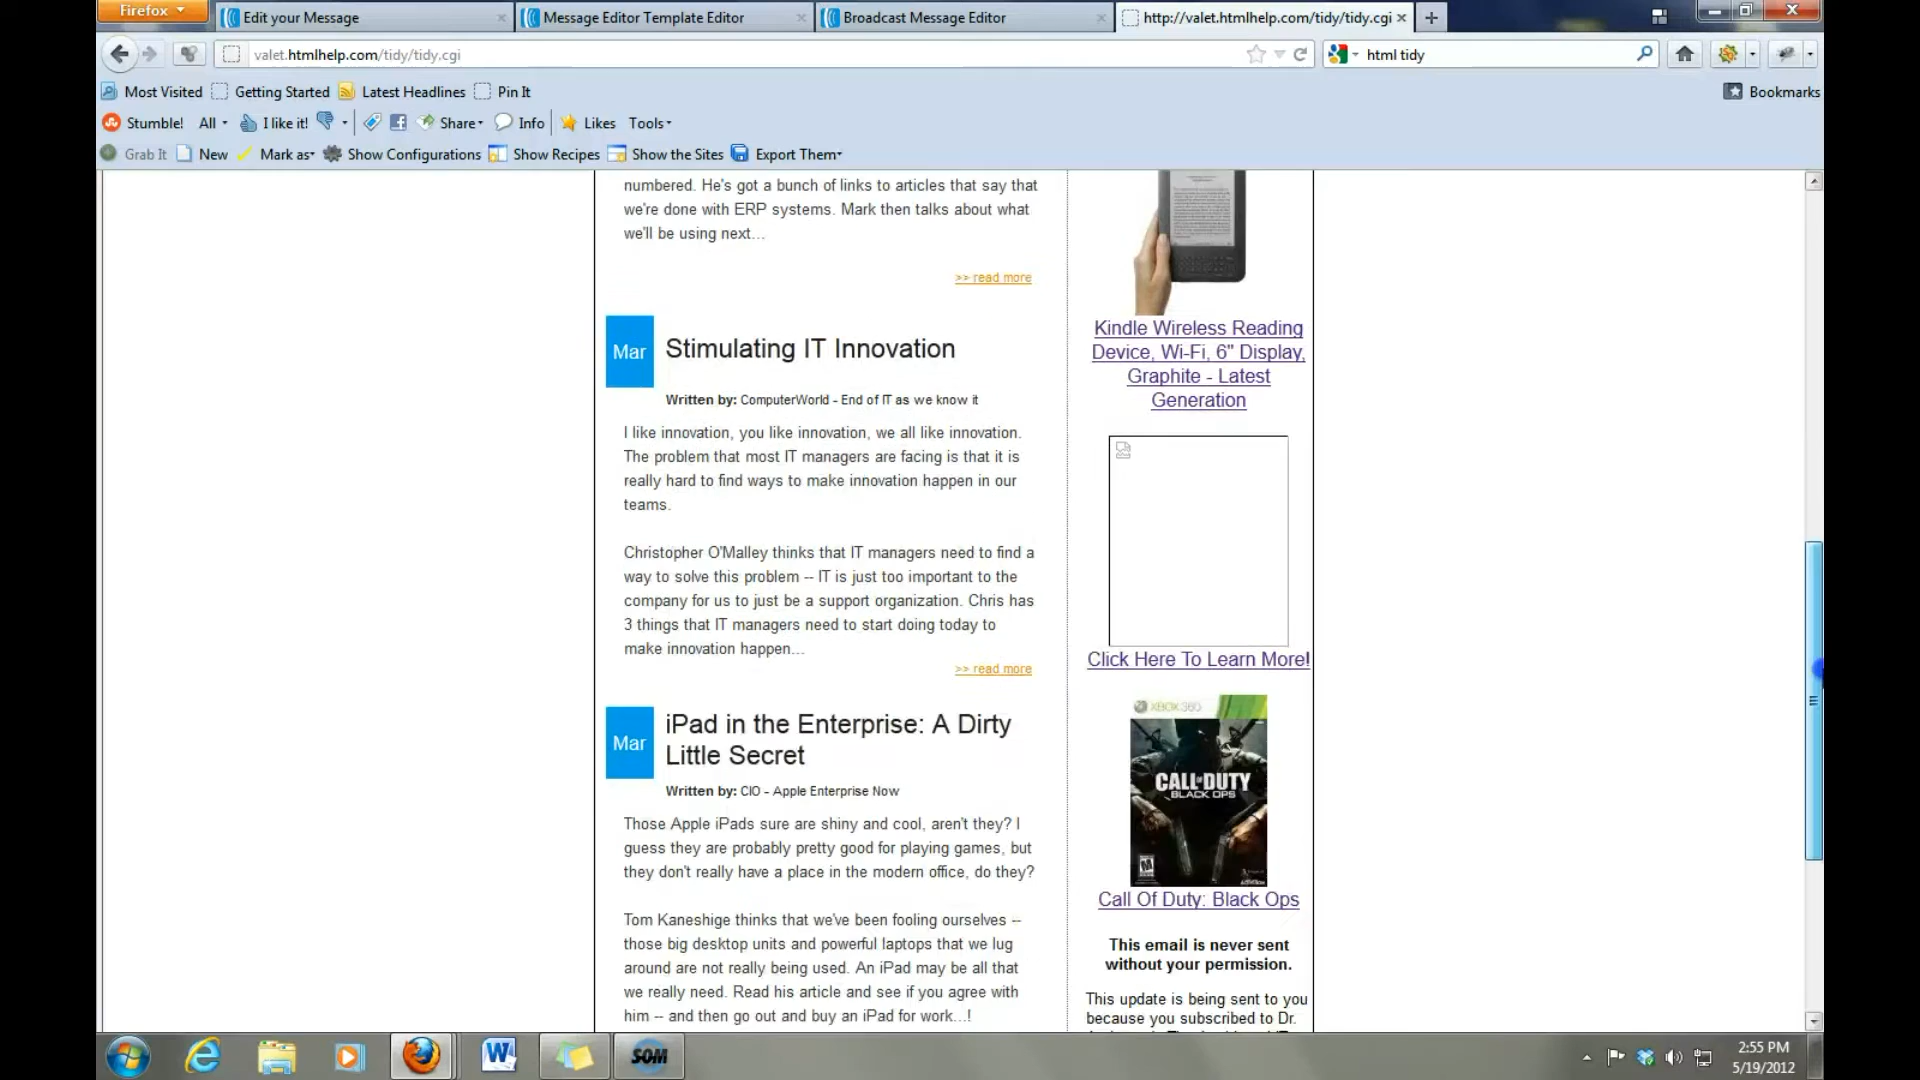 Firefox
Edit your Message
Message Editor Template Editor
Broadcast Message Editor
http://valet.htmlhelp.com/tidy/tidy.cgi
valet.htmlhelp.com/tidy/tidy.cgi
html tidy
Most Visited
Getting Started
Latest Headlines
Pin It
Bookmarks
Stumble!
All
I like it!
Share
Info
Likes
Tools
Grab It
New
Mark as
Show Configurations
Show Recipes
Show the Sites
Export Them
numbered. He's got a bunch of links to articles that say that
we're done with ERP systems. Mark then talks about what
we'll be using next...
>> read more
Mar
Stimulating IT Innovation
Written by: ComputerWorld - End of IT as we know it
I like innovation, you like innovation, we all like innovation.
The problem that most IT managers are facing is that it is
really hard to find ways to make innovation happen in our
teams.
Christopher O'Malley thinks that IT managers need to find a
way to solve this problem -- IT is just too important to the
company for us to just be a support organization. Chris has
3 things that IT managers need to start doing today to
make innovation happen...
>> read more
Mar
iPad in the Enterprise: A Dirty
Little Secret
Written by: CIO - Apple Enterprise Now
Those Apple iPads sure are shiny and cool, aren't they? I
guess they are probably pretty good for playing games, but
they don't really have a place in the modern office, do they?
Tom Kaneshige thinks that we've been fooling ourselves --
those big desktop units and powerful laptops that we lug
around are not really being used. An iPad may be all that
we really need. Read his article and see if you agree with
him -- and then go out and buy an iPad for work...!
Kindle Wireless Reading
Device, Wi-Fi, 6" Display,
Graphite - Latest
Generation
Click Here To Learn More!
XBOX 360
CALL OF DUTY
BLACK OPS
Call Of Duty: Black Ops
This email is never sent
without your permission.
This update is being sent to you
because you subscribed to Dr.
SOM
2:55 PM
5/19/2012